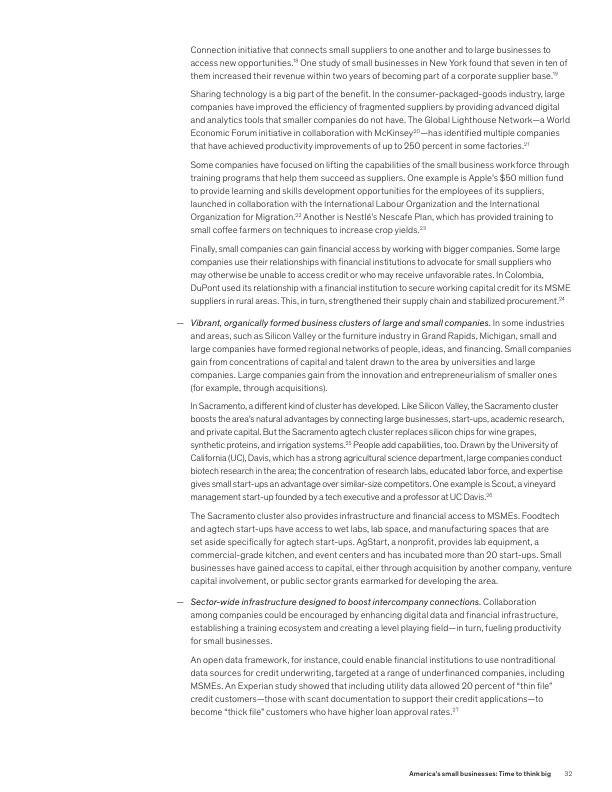 Connection initiative that connects small suppliers to one another and to large businesses to
access new opportunities.¹⁸ One study of small businesses in New York found that seven in ten of
them increased their revenue within two years of becoming part of a corporate supplier base.¹⁹
Sharing technology is a big part of the benefit. In the consumer-packaged-goods industry, large
companies have improved the efficiency of fragmented suppliers by providing advanced digital
and analytics tools that smaller companies do not have. The Global Lighthouse Network—a World
Economic Forum initiative in collaboration with McKinsey²⁰—has identified multiple companies
that have achieved productivity improvements of up to 250 percent in some factories.²¹
Some companies have focused on lifting the capabilities of the small business workforce through
training programs that help them succeed as suppliers. One example is Apple's $50 million fund
to provide learning and skills development opportunities for the employees of its suppliers,
launched in collaboration with the International Labour Organization and the International
Organization for Migration.²² Another is Nestlé's Nescafe Plan, which has provided training to
small coffee farmers on techniques to increase crop yields.²³
Finally, small companies can gain financial access by working with bigger companies. Some large
companies use their relationships with financial institutions to advocate for small suppliers who
may otherwise be unable to access credit or who may receive unfavorable rates. In Colombia,
DuPont used its relationship with a financial institution to secure working capital credit for its MSME
suppliers in rural areas. This, in turn, strengthened their supply chain and stabilized procurement.²⁴
— Vibrant, organically formed business clusters of large and small companies. In some industries
and areas, such as Silicon Valley or the furniture industry in Grand Rapids, Michigan, small and
large companies have formed regional networks of people, ideas, and financing. Small companies
gain from concentrations of capital and talent drawn to the area by universities and large
companies. Large companies gain from the innovation and entrepreneurialism of smaller ones
(for example, through acquisitions).
In Sacramento, a different kind of cluster has developed. Like Silicon Valley, the Sacramento cluster
boosts the area's natural advantages by connecting large businesses, start-ups, academic research,
and private capital. But the Sacramento agtech cluster replaces silicon chips for wine grapes,
synthetic proteins, and irrigation systems.²⁵ People add capabilities, too. Drawn by the University of
California (UC), Davis, which has a strong agricultural science department, large companies conduct
biotech research in the area; the concentration of research labs, educated labor force, and expertise
gives small start-ups an advantage over similar-size competitors. One example is Scout, a vineyard
management start-up founded by a tech executive and a professor at UC Davis.²⁶
The Sacramento cluster also provides infrastructure and financial access to MSMEs. Foodtech
and agtech start-ups have access to wet labs, lab space, and manufacturing spaces that are
set aside specifically for agtech start-ups. AgStart, a nonprofit, provides lab equipment, a
commercial-grade kitchen, and event centers and has incubated more than 20 start-ups. Small
businesses have gained access to capital, either through acquisition by another company, venture
capital involvement, or public sector grants earmarked for developing the area.
— Sector-wide infrastructure designed to boost intercompany connections. Collaboration
among companies could be encouraged by enhancing digital data and financial infrastructure,
establishing a training ecosystem and creating a level playing field—in turn, fueling productivity
for small businesses.
An open data framework, for instance, could enable financial institutions to use nontraditional
data sources for credit underwriting, targeted at a range of underfinanced companies, including
MSMEs. An Experian study showed that including utility data allowed 20 percent of “thin file”
credit customers—those with scant documentation to support their credit applications—to
become “thick file” customers who have higher loan approval rates.²⁷
America's small businesses: Time to think big 32